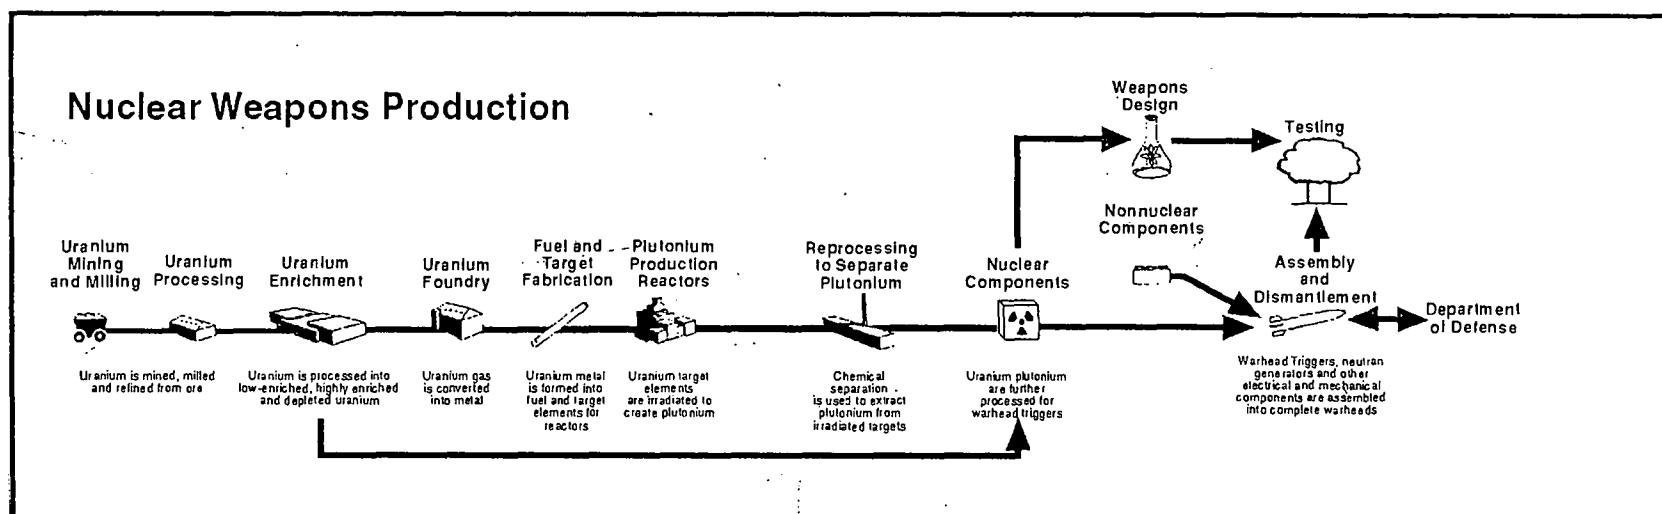 Nuclear Weapons Production
Weapons
Design
Testing
Nonnuclear
Components
Uranium
Mining
and Milling
Uranium
Processing
Uranium
Enrichment
Uranium
Foundry
Fuel and
Target
Fabrication
Plutonium
Production
Reactors
Reprocessing
to Separate
Plutonium
Nuclear
Components
Assembly
and
Dismantlement
Department
of Defense
Uranium is mined, milled
and refined from ore
Uranium is processed into
low-enriched, highly enriched
and depleted uranium
Uranium gas
is converted
into metal
Uranium metal
is formed into
fuel and target
elements for
reactors
Uranium target
elements
are irradiated to
create plutonium
Chemical
separation
is used to extract
plutonium from
irradiated targets
Uranium plutonium
are further
processed for
warhead triggers
Warhead Triggers, neutran
generators and other
electrical and mechanical
components are assembled
into complete warheads